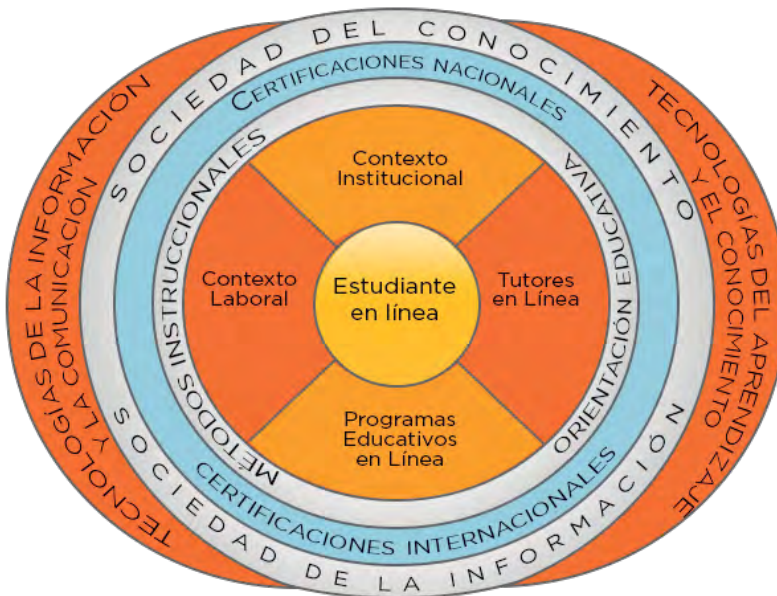 SOCIEDAD DEL CONOCIMIENTO
CERTIFICACIONES NACIONALES
TECNOLOGÍAS DE LA INFORMACIÓN
Y LA COMUNICACIÓN
MÉTODOS INSTRUCCIONALES
Contexto
Institucional
Contexto
Laboral
Estudiante
en línea
Tutores
en Línea
Programas
Educativos
en Línea
ORIENTACIÓN EDUCATIVA
TECNOLOGÍAS DEL APRENDIZAJE
Y EL CONOCIMIENTO
CERTIFICACIONES INTERNACIONALES
SOCIEDAD DE LA INFORMACIÓN